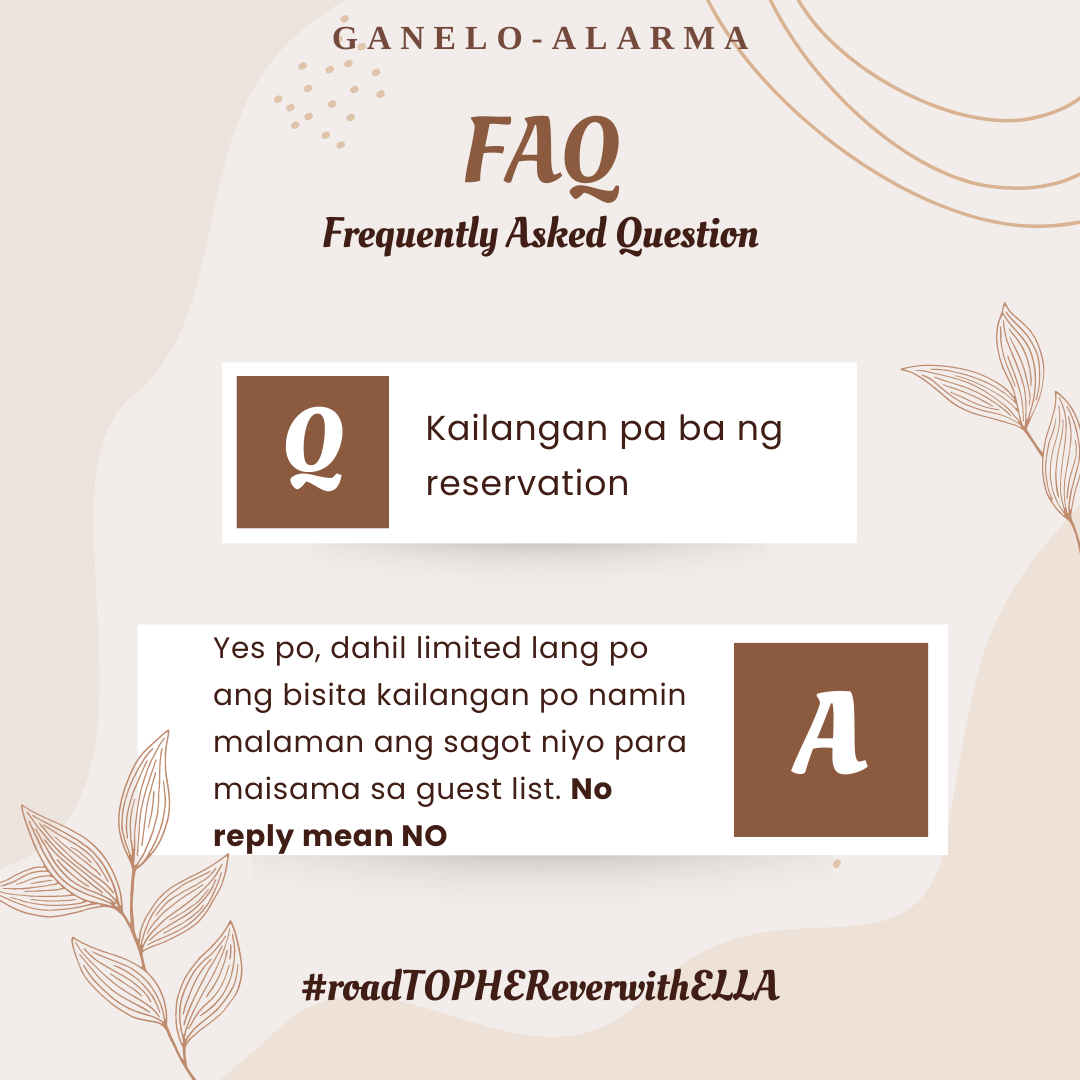 GANELO-ALARMA
FAQ
Frequently Asked Question
Q
Kailangan pa ba ng
reservation
Yes po, dahil limited lang po
ang bisita kailangan po namin
malaman ang sagot niyo para
maisama sa guest list. No
reply mean NO
A
#roadTOPHEReverwithELLA